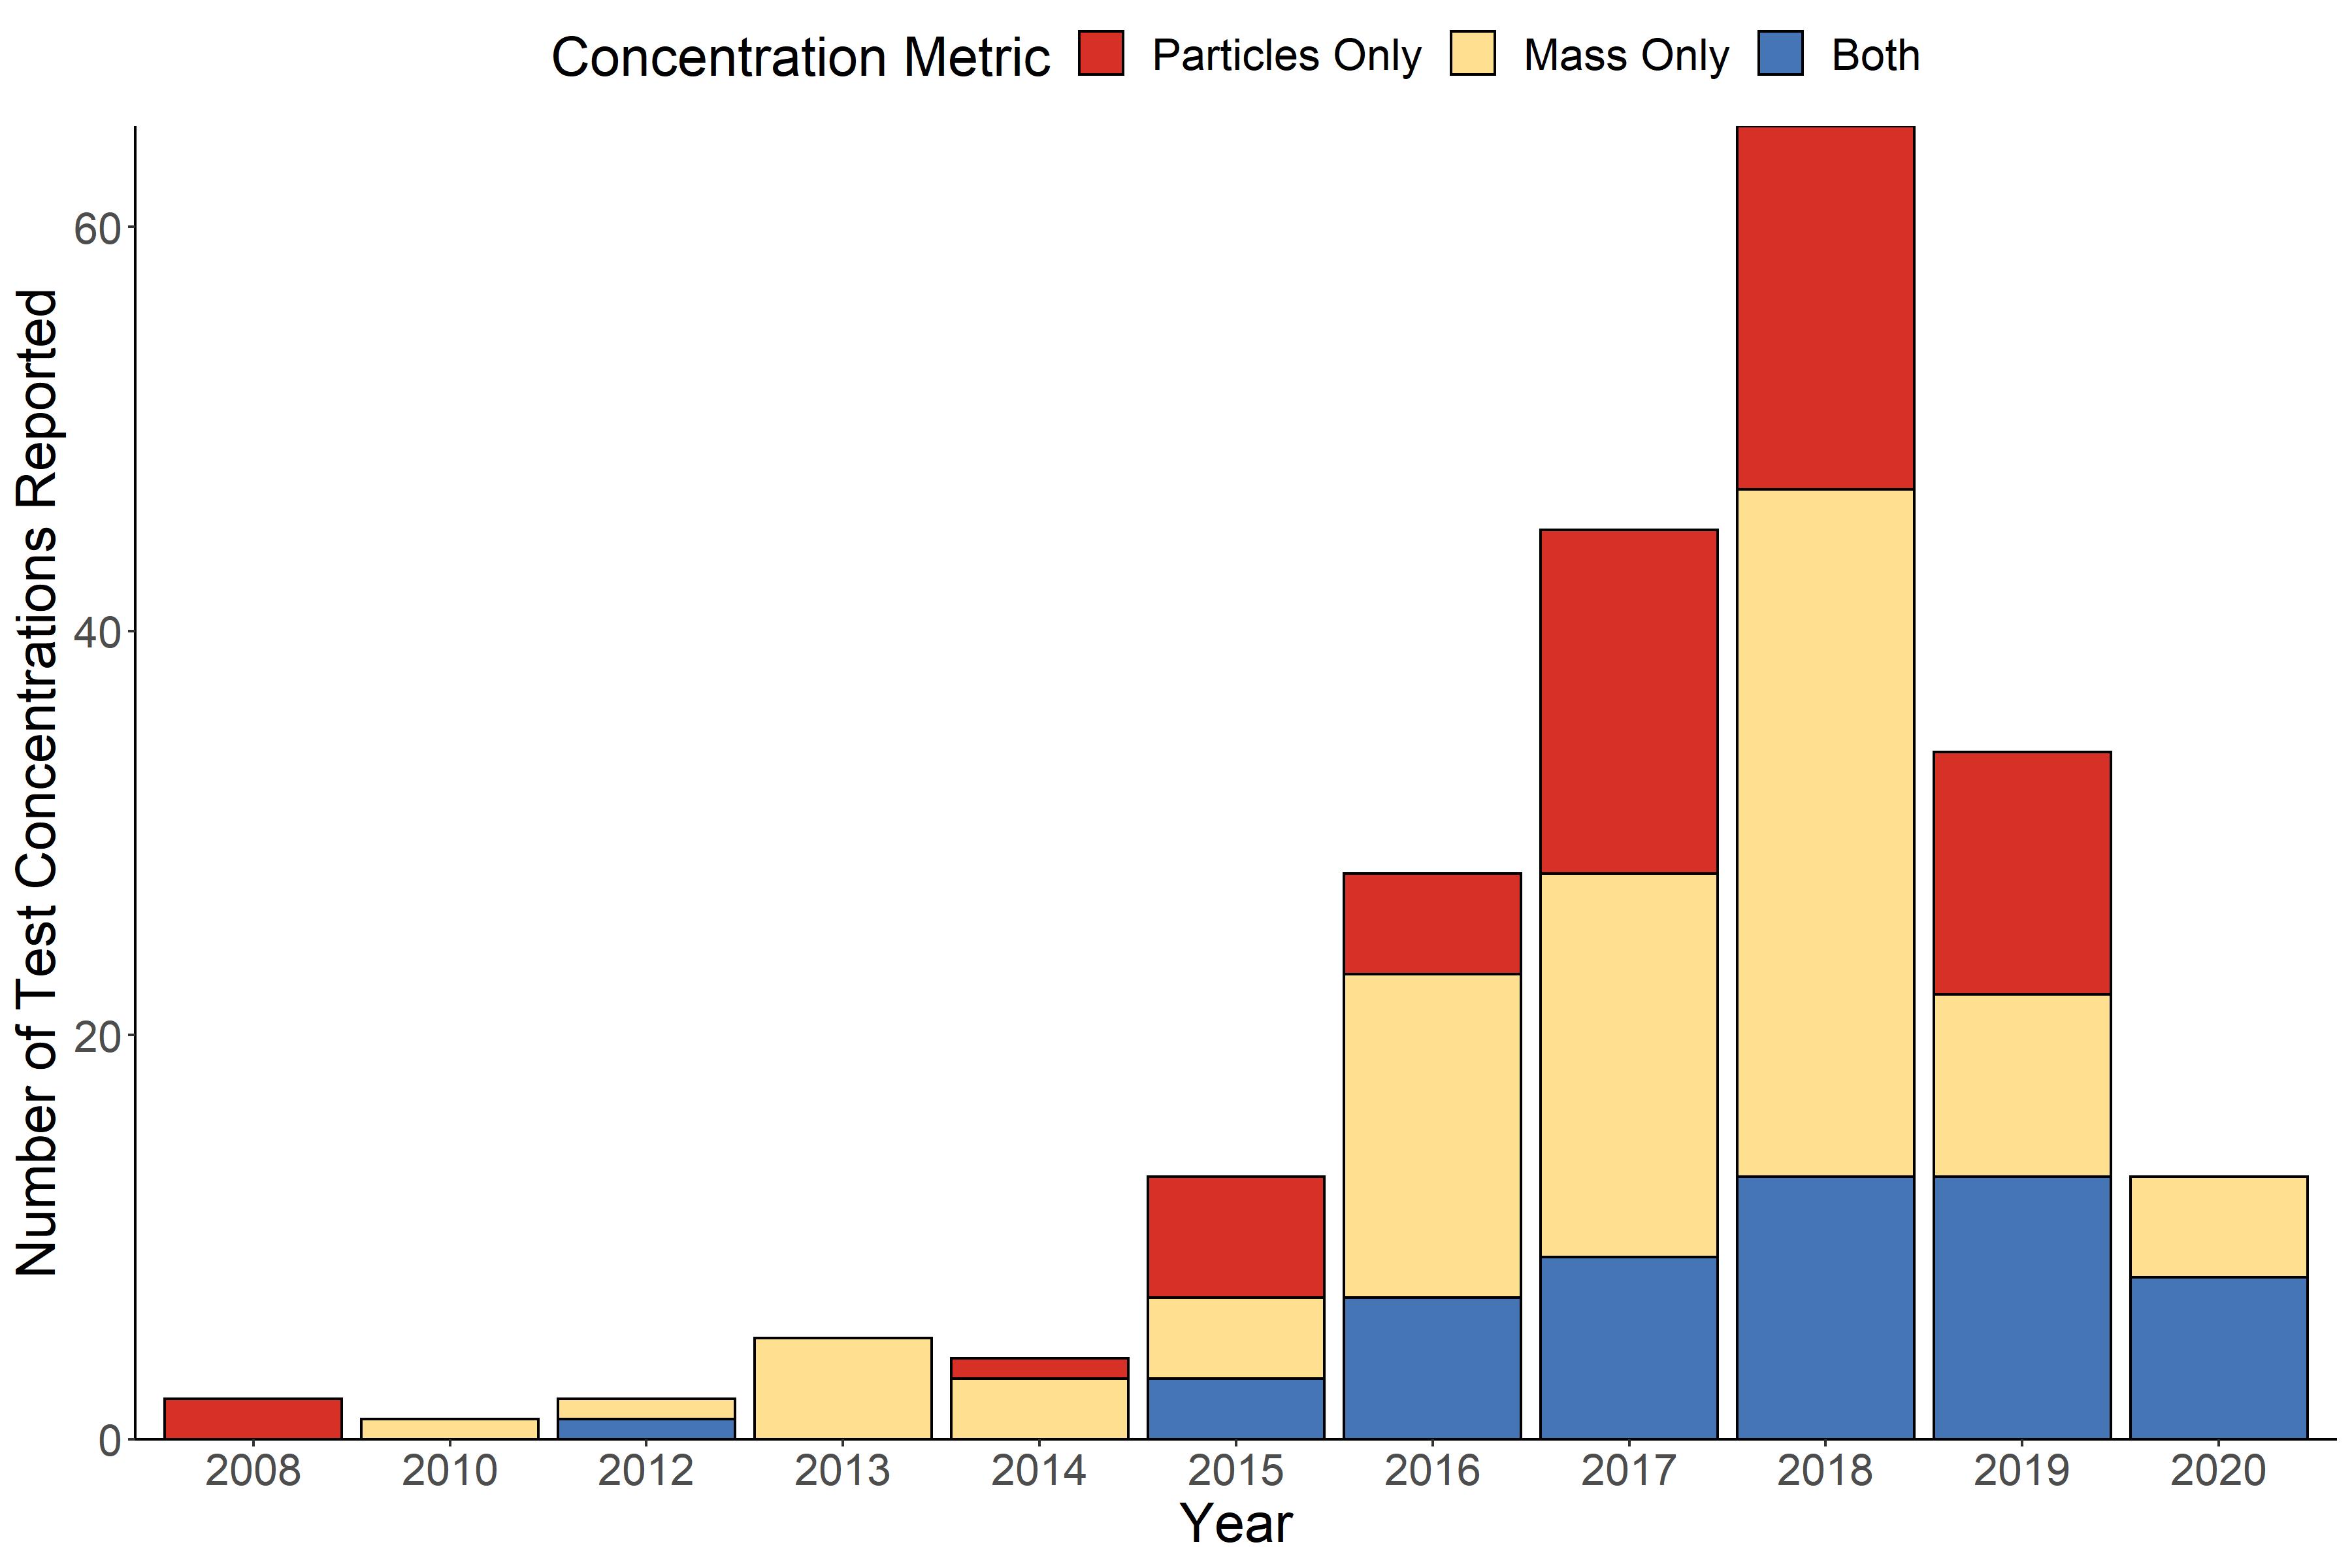 Concentration Metric Particles Only Mass Only Both
Number of Test Concentrations Reported
60
40
20
0
2008 2010 2012 2013 2014 2015 2016 2017 2018 2019 2020
Year